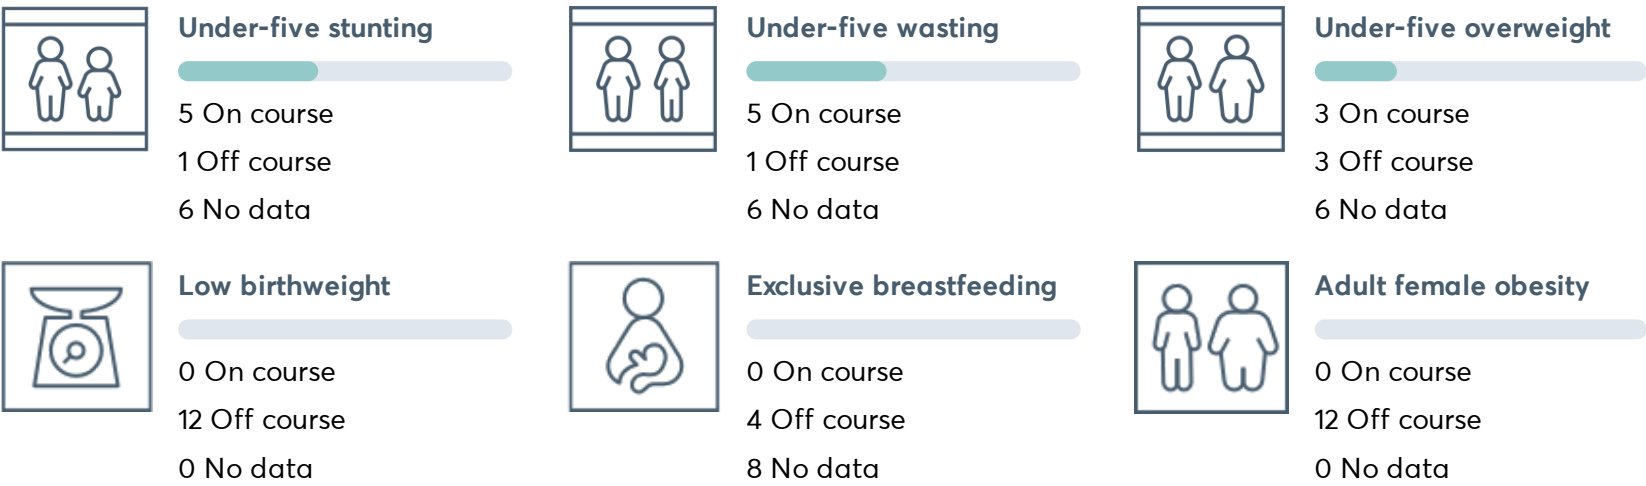 Under-five stunting
5 On course
1 Off course
6 No data
Under-five wasting
5 On course
1 Off course
6 No data
Under-five overweight
3 On course
3 Off course
6 No data
Low birthweight
0 On course
12 Off course
0 No data
Exclusive breastfeeding
0 On course
4 Off course
8 No data
Adult female obesity
0 On course
12 Off course
0 No data